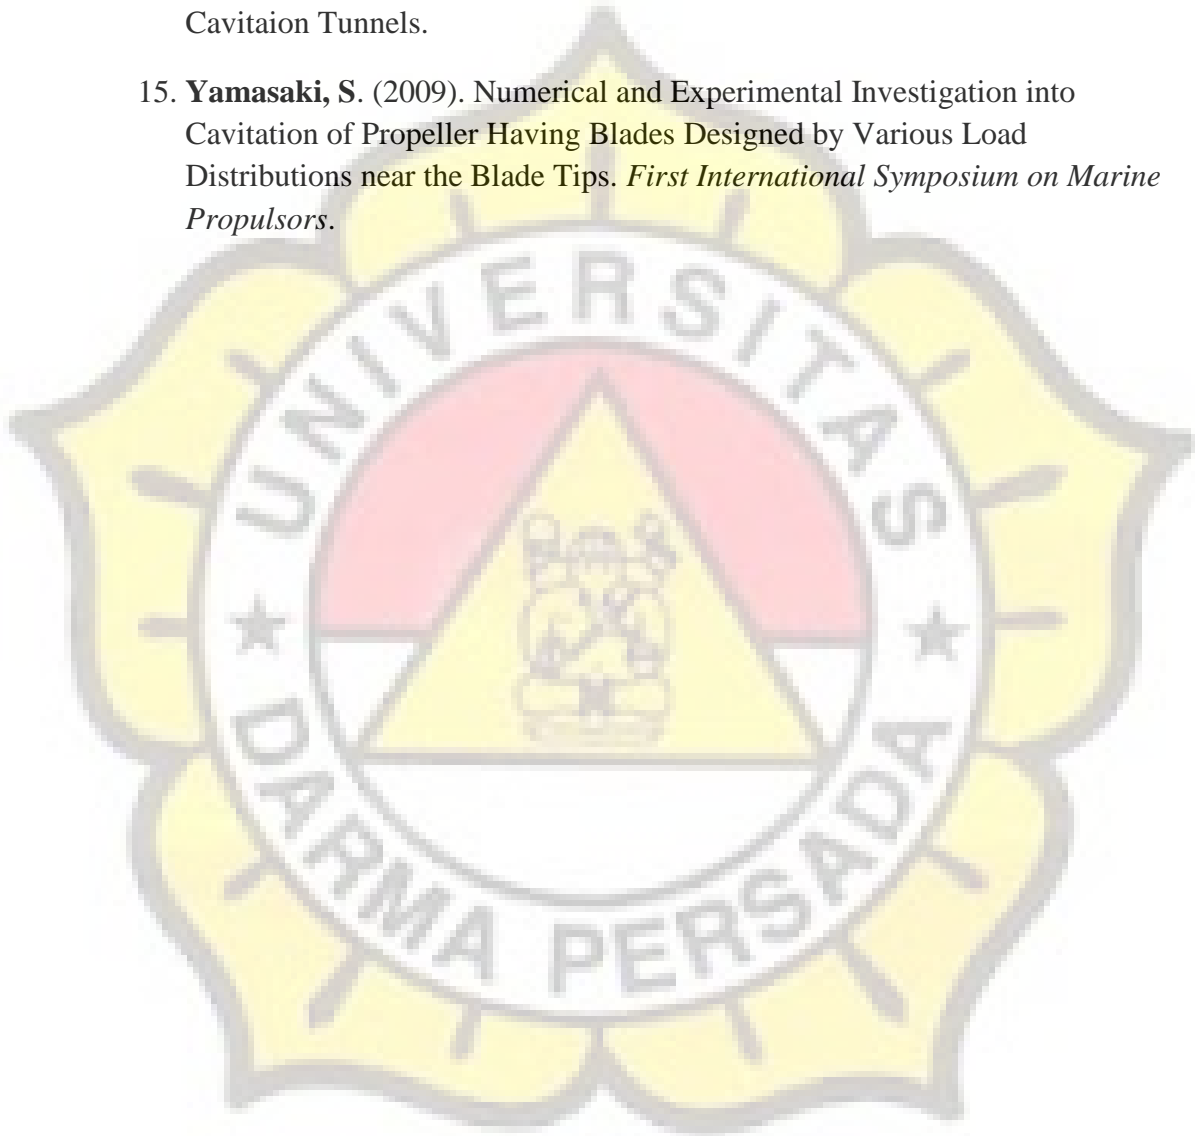 Cavitaion Tunnels.
15. Yamasaki, S. (2009). Numerical and Experimental Investigation into
Cavitation of Propeller Having Blades Designed by Various Load
Distributions near the Blade Tips. First International Symposium on Marine
Propulsors.
UNIVERSITAS
DARMA PERSADA